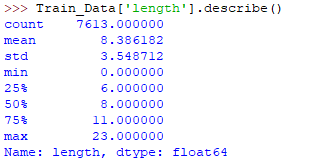 >>> Train_Data['length'].describe()
count    7613.000000
mean        8.386182
std         3.548712
min         0.000000
25%         6.000000
50%         8.000000
75%        11.000000
max        23.000000
Name: length, dtype: float64